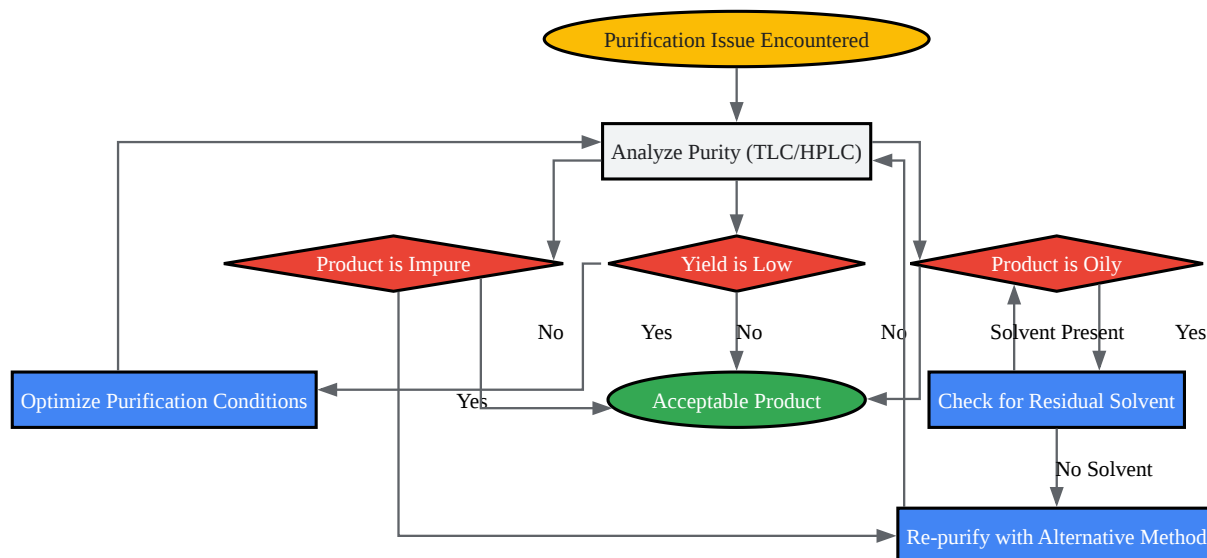 Purification Issue Encountered
Analyze Purity (TLC/HPLC)
Product is Impure
Yield is Low
Product is Oily
No
Yes
No
No
Solvent Present
Yes
Optimize Purification Conditions
Yes
Acceptable Product
Check for Residual Solvent
No Solvent
Re-purify with Alternative Method